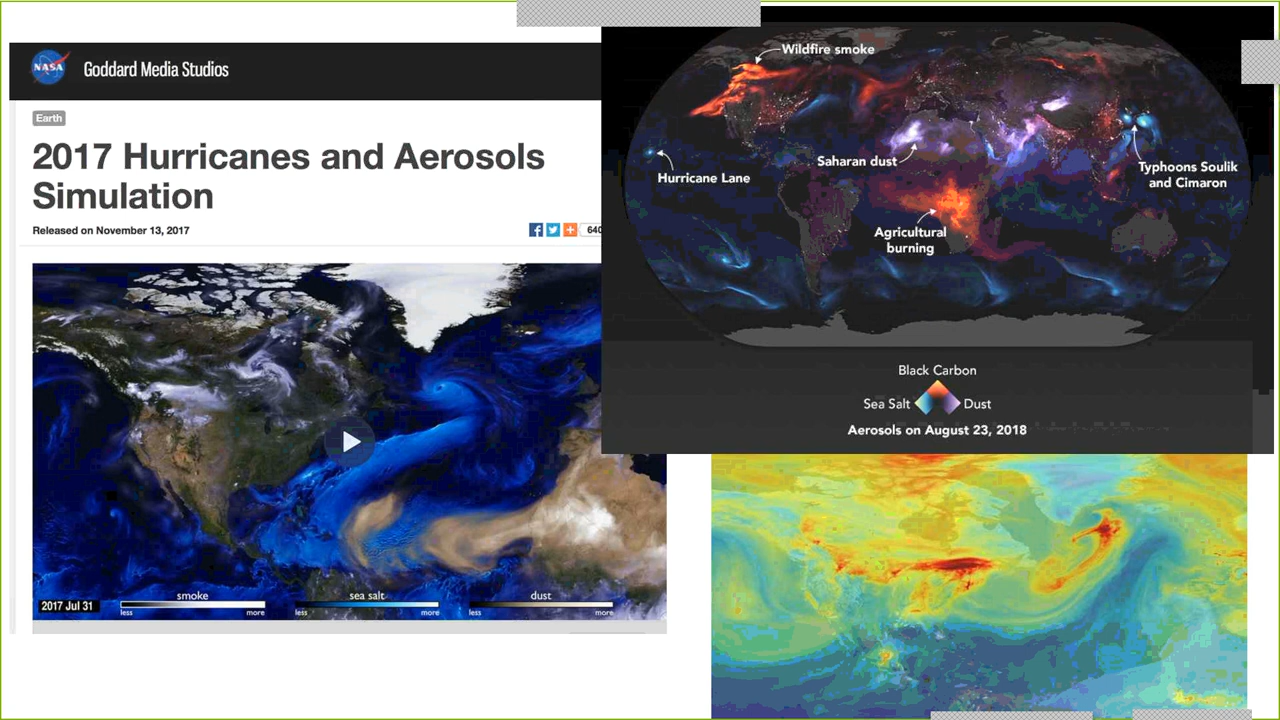 NASA
Goddard Media Studios
Earth
2017 Hurricanes and Aerosols
Simulation
Released on November 13, 2017
640
2017 Jul 31
smoke
less more
sea salt
less more
dust
less more
Wildfire smoke
Saharan dust
Hurricane Lane
Typhoons Soulik
and Cimaron
Agricultural
burning
Black Carbon
Sea Salt Dust
Aerosols on August 23, 2018